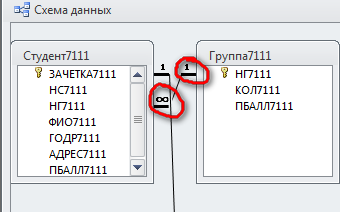 Схема данных
Студент7111
ЗАЧЕТКА7111
НС7111
НГ7111
ФИО7111
ГОДР7111
АДРЕС7111
ПБАЛЛ7111
1
1
∞
Группа7111
НГ7111
КОЛ7111
ПБАЛЛ7111